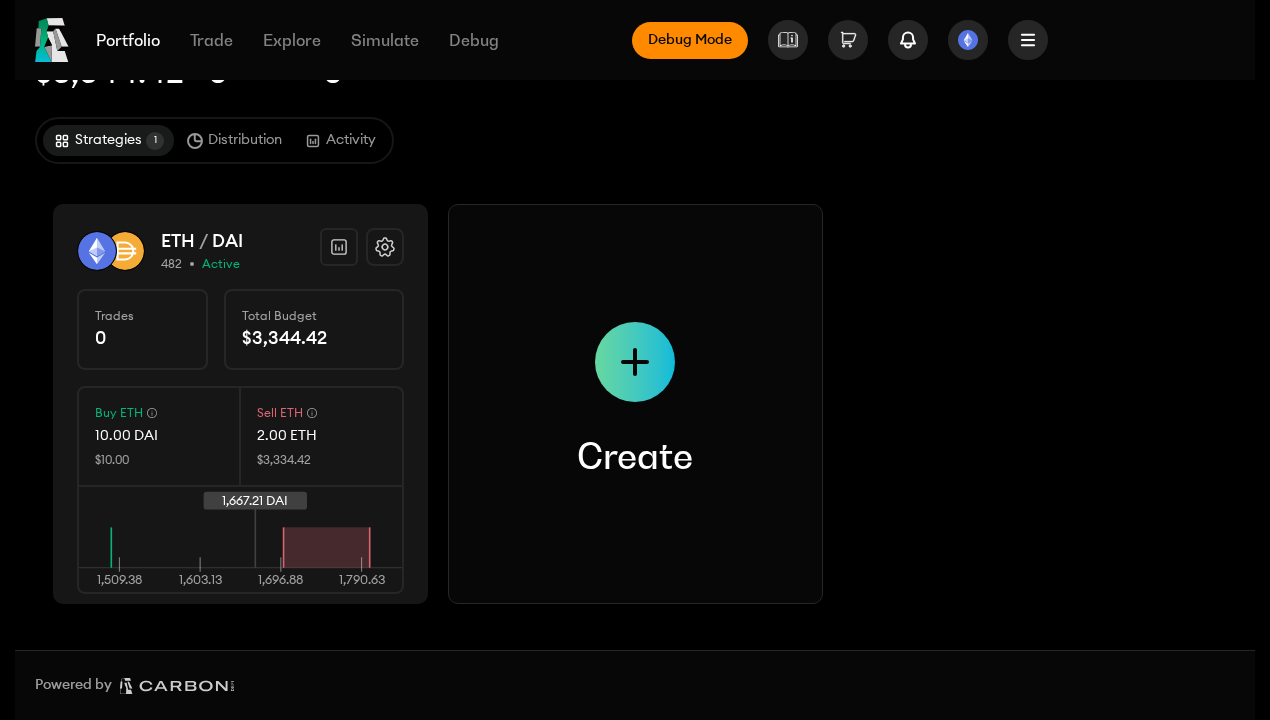 Portfolio Trade Explore Simulate Debug Debug Mode
Strategies 1 Distribution Activity
ETH / DAI
482 • Active
Trades Total Budget
0 $3,344.42
Buy ETH Sell ETH
10.00 DAI 2.00 ETH
$10.00 $3,334.42
1,667.21 DAI
1,509.38 1,603.13 1,696.88 1,790.63
Create
Powered by CARBON